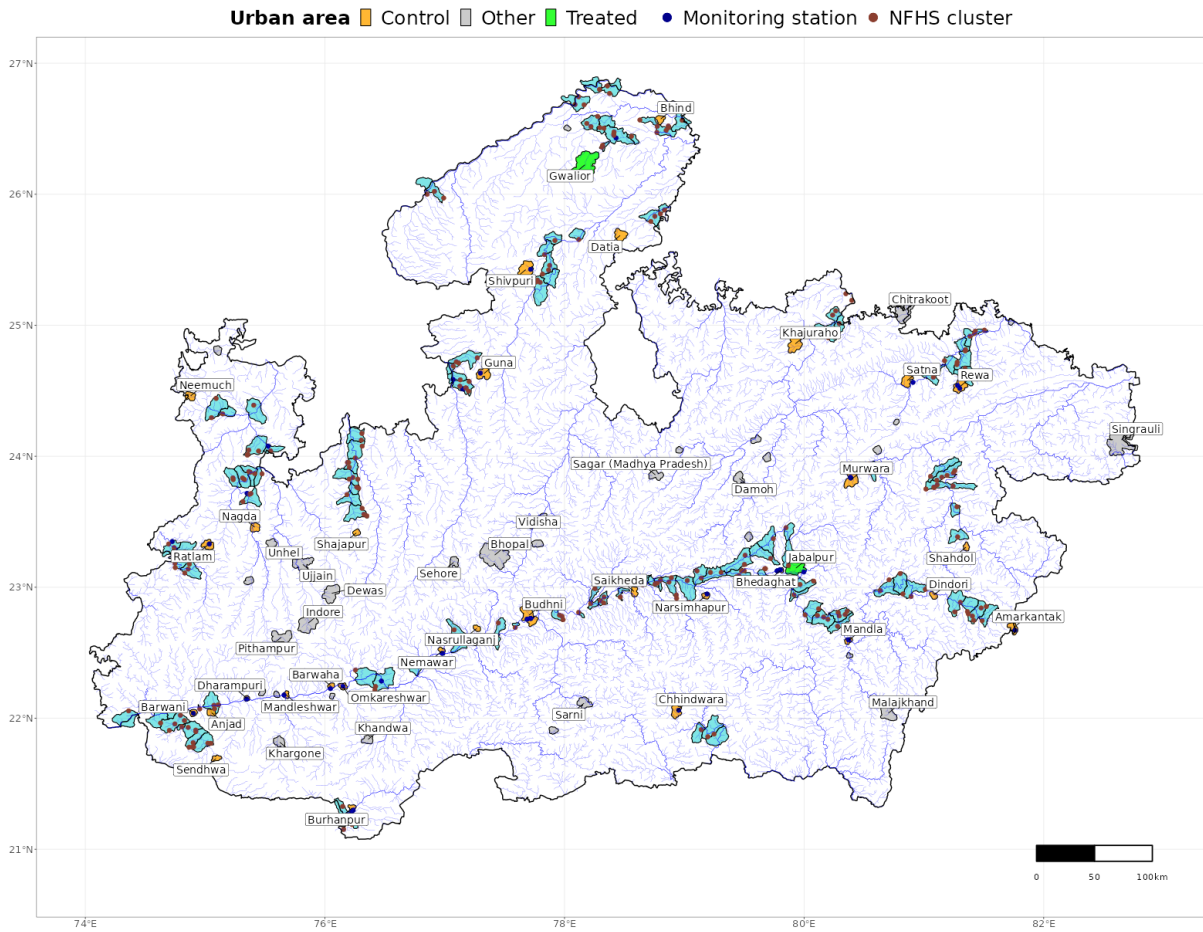 Urban area Control Other Treated Monitoring station NFHS cluster
27°N
Bhind
26°N
Gwalior
Datia
Shivpuri
25°N
Chitrakoot
Khajuraho
Guna
Satna
Rewa
Neemuch
Singrauli
24°N
Sagar (Madhya Pradesh)
Murwara
Damoh
Nagda
Vidisha
Shajapur
Bhopal
Unhel
Ratlam
Jabalpur
Shahdol
23°N
Ujjain
Sehore
Saikheda
Bhedaghat
Dindori
Dewas
Indore
Budhni
Narsimhapur
Amarkantak
Pithampur
Nasrullaganj
Mandla
Nemawar
Barwaha
Dharampuri
Omkareshwar
Barwani
Mandleshwar
Chhindwara
Malajkhand
22°N
Anjad
Khandwa
Sarni
Khargone
Sendhwa
Burhanpur
21°N
0 50 100km
74°E 76°E 78°E 80°E 82°E